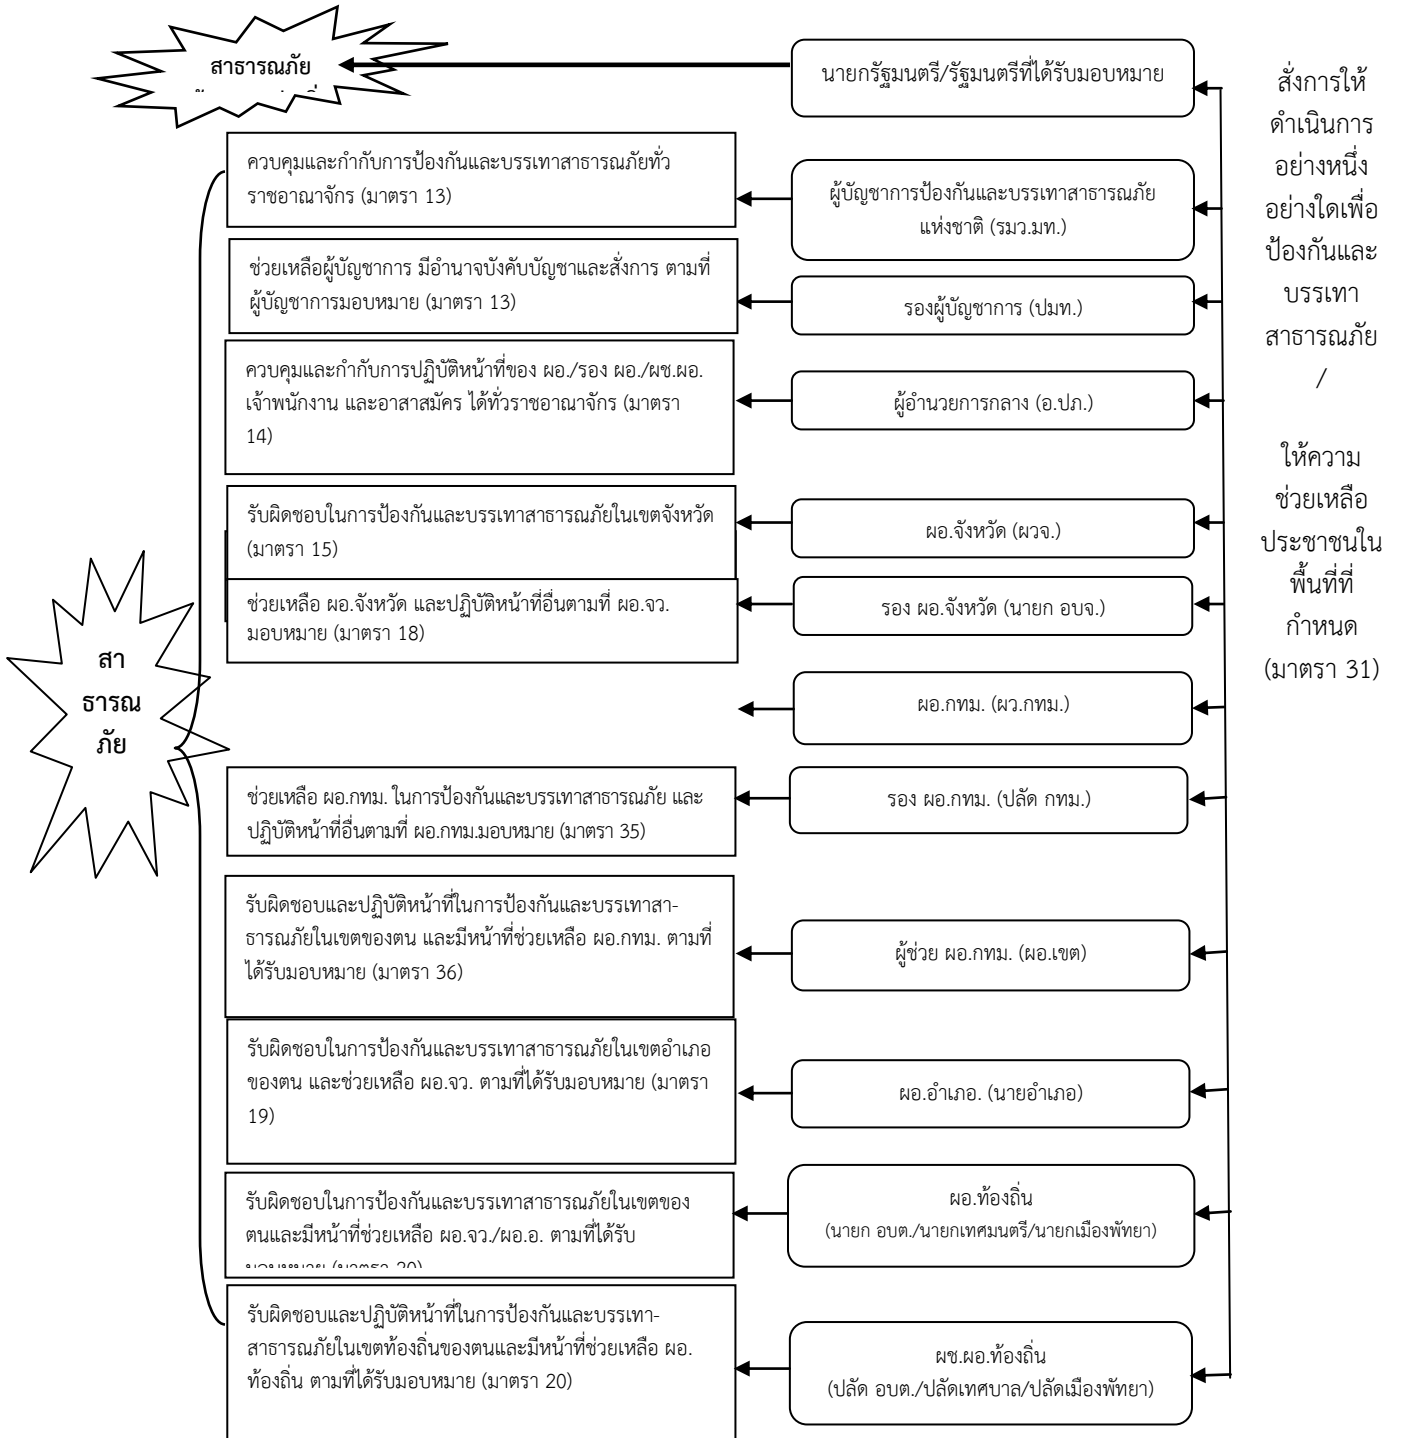 สาธารณภัย
นายกรัฐมนตรี/รัฐมนตรีที่ได้รับมอบหมาย
ควบคุมและกำกับการป้องกันและบรรเทาสาธารณภัยทั่ว
ราชอาณาจักร (มาตรา 13)
ผู้บัญชาการป้องกันและบรรเทาสาธารณภัย
แห่งชาติ (รมว.มท.)
ช่วยเหลือผู้บัญชาการ มีอำนาจบังคับบัญชาและสั่งการ ตามที่
ผู้บัญชาการมอบหมาย (มาตรา 13)
รองผู้บัญชาการ (ปมท.)
ควบคุมและกำกับการปฏิบัติหน้าที่ของ ผอ./รอง ผอ./ผช.ผอ.
เจ้าพนักงาน และอาสาสมัคร ได้ทั่วราชอาณาจักร (มาตรา
14)
ผู้อำนวยการกลาง (อ.ปภ.)
รับผิดชอบในการป้องกันและบรรเทาสาธารณภัยในเขตจังหวัด
(มาตรา 15)
ผอ.จังหวัด (ผวจ.)
ช่วยเหลือ ผอ.จังหวัด และปฏิบัติหน้าที่อื่นตามที่ ผอ.จว.
มอบหมาย (มาตรา 18)
รอง ผอ.จังหวัด (นายก อบจ.)
ผอ.กทม. (ผว.กทม.)
ช่วยเหลือ ผอ.กทม. ในการป้องกันและบรรเทาสาธารณภัย และ
ปฏิบัติหน้าที่อื่นตามที่ ผอ.กทม.มอบหมาย (มาตรา 35)
รอง ผอ.กทม. (ปลัด กทม.)
รับผิดชอบและปฏิบัติหน้าที่ในการป้องกันและบรรเทาสา-
ธารณภัยในเขตของตน และมีหน้าที่ช่วยเหลือ ผอ.กทม. ตามที่
ได้รับมอบหมาย (มาตรา 36)
ผู้ช่วย ผอ.กทม. (ผอ.เขต)
รับผิดชอบในการป้องกันและบรรเทาสาธารณภัยในเขตอำเภอ
ของตน และช่วยเหลือ ผอ.จว. ตามที่ได้รับมอบหมาย (มาตรา
19)
ผอ.อำเภอ. (นายอำเภอ)
รับผิดชอบในการป้องกันและบรรเทาสาธารณภัยในเขตของ
ตนและมีหน้าที่ช่วยเหลือ ผอ.จว./ผอ.อ. ตามที่ได้รับ
มอบหมาย (มาตรา 20)
ผอ.ท้องถิ่น
(นายก อบต./นายกเทศมนตรี/นายกเมืองพัทยา)
รับผิดชอบและปฏิบัติหน้าที่ในการป้องกันและบรรเทา-
สาธารณภัยในเขตท้องถิ่นของตนและมีหน้าที่ช่วยเหลือ ผอ.
ท้องถิ่น ตามที่ได้รับมอบหมาย (มาตรา 20)
ผช.ผอ.ท้องถิ่น
(ปลัด อบต./ปลัดเทศบาล/ปลัดเมืองพัทยา)
สา
ธารณ
ภัย
สั่งการให้
ดำเนินการ
อย่างหนึ่ง
อย่างใดเพื่อ
ป้องกันและ
บรรเทา
สาธารณภัย
/
ให้ความ
ช่วยเหลือ
ประชาชนใน
พื้นที่ที่
กำหนด
(มาตรา 31)